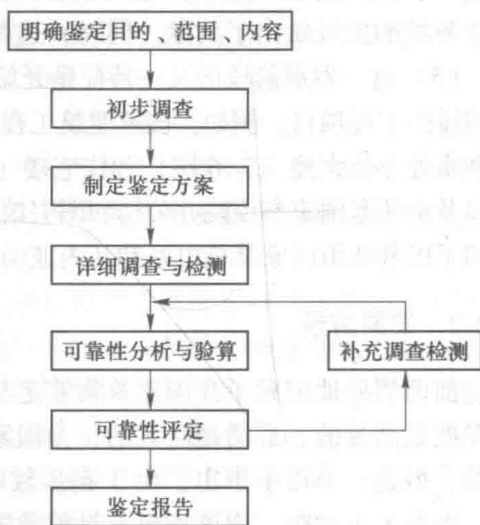 明确鉴定目的、范围、内容
初步调查
制定鉴定方案
详细调查与检测
可靠性分析与验算
补充调查检测
可靠性评定
鉴定报告